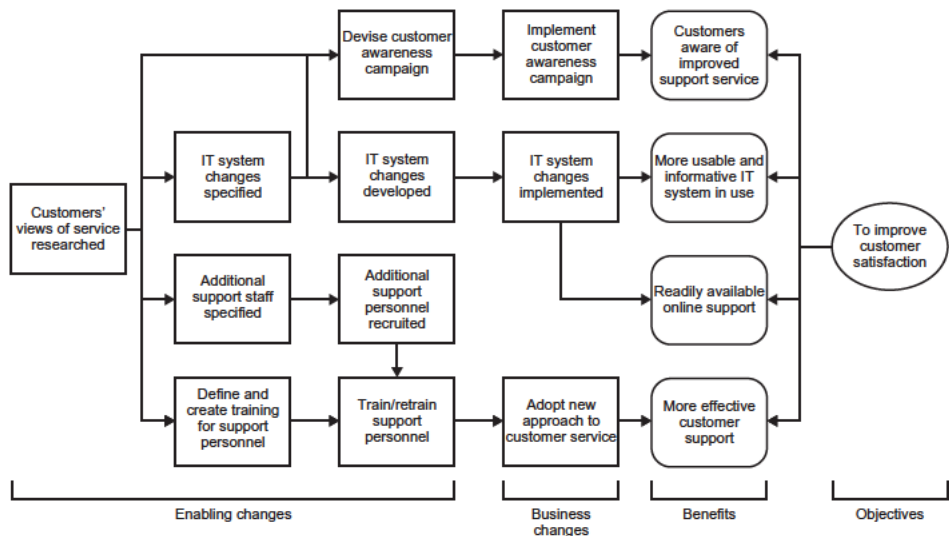 Devise customer
awareness
campaign
Implement
customer
awareness
campaign
Customers
aware of
improved
support service
IT system
changes
specified
IT system
changes
developed
IT system
changes
implemented
More usable and
informative IT
system in use
Customers'
views of service
researched
To improve
customer
satisfaction
Additional
support staff
specified
Additional
support
personnel
recruited
Readily available
online support
Define and
create training
for support
personnel
Train/retrain
support
personnel
Adopt new
approach to
customer service
More effective
customer
support
Enabling changes
Business
changes
Benefits
Objectives